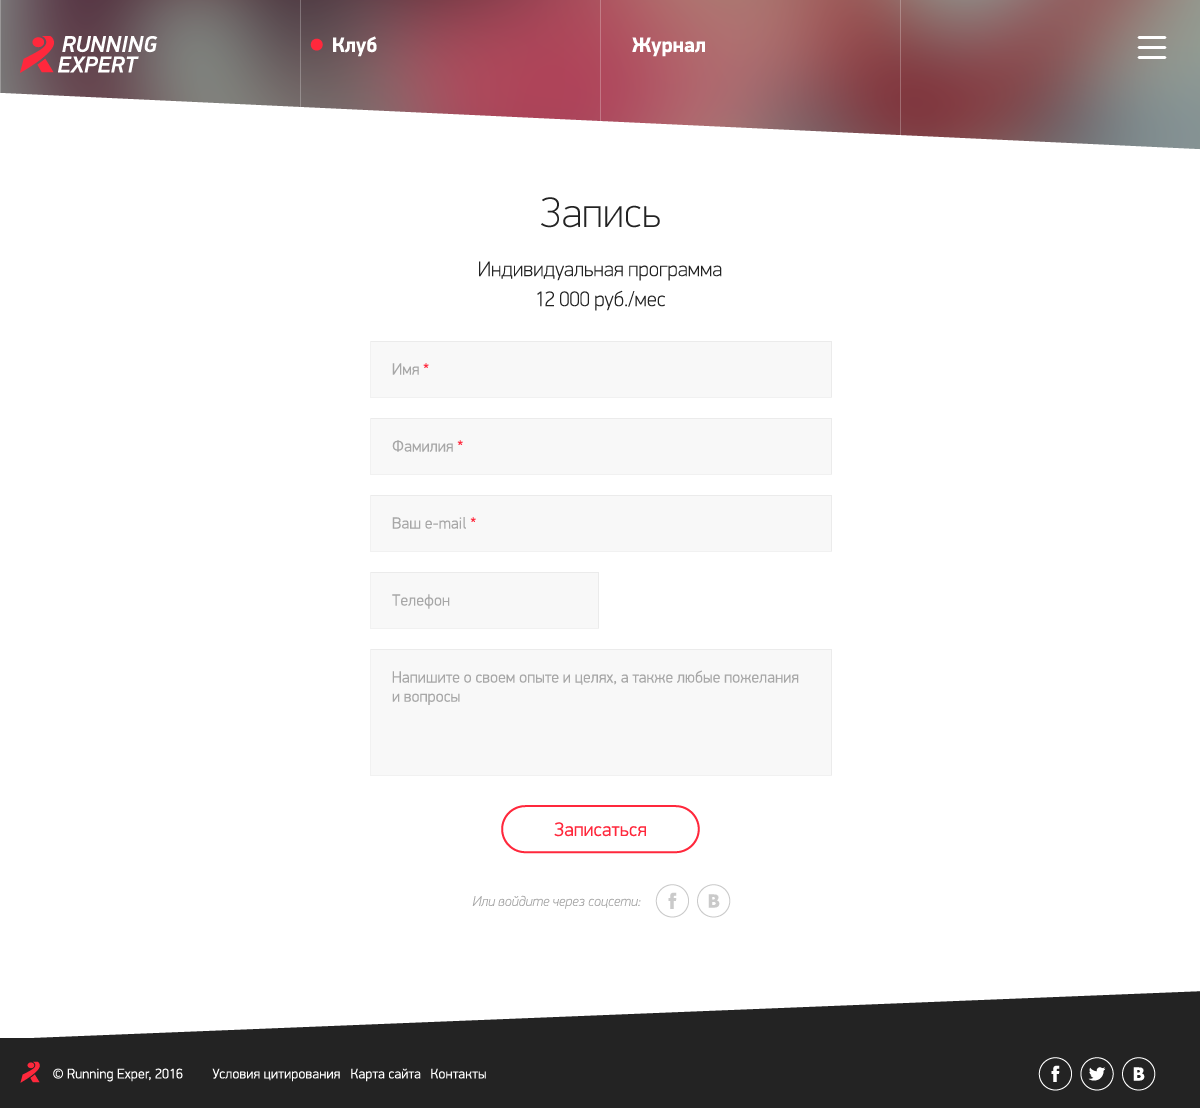 RUNNING
EXPERT
Клуб
Журнал
Запись
Индивидуальная программа
12 000 руб./мес
Имя *
Фамилия *
Ваш e-mail *
Телефон
Напишите о своем опыте и целях, а также любые пожелания
и вопросы
Записаться
Или войдите через соцсети:
© Running Exper, 2016
Условия цитирования
Карта сайта
Контакты